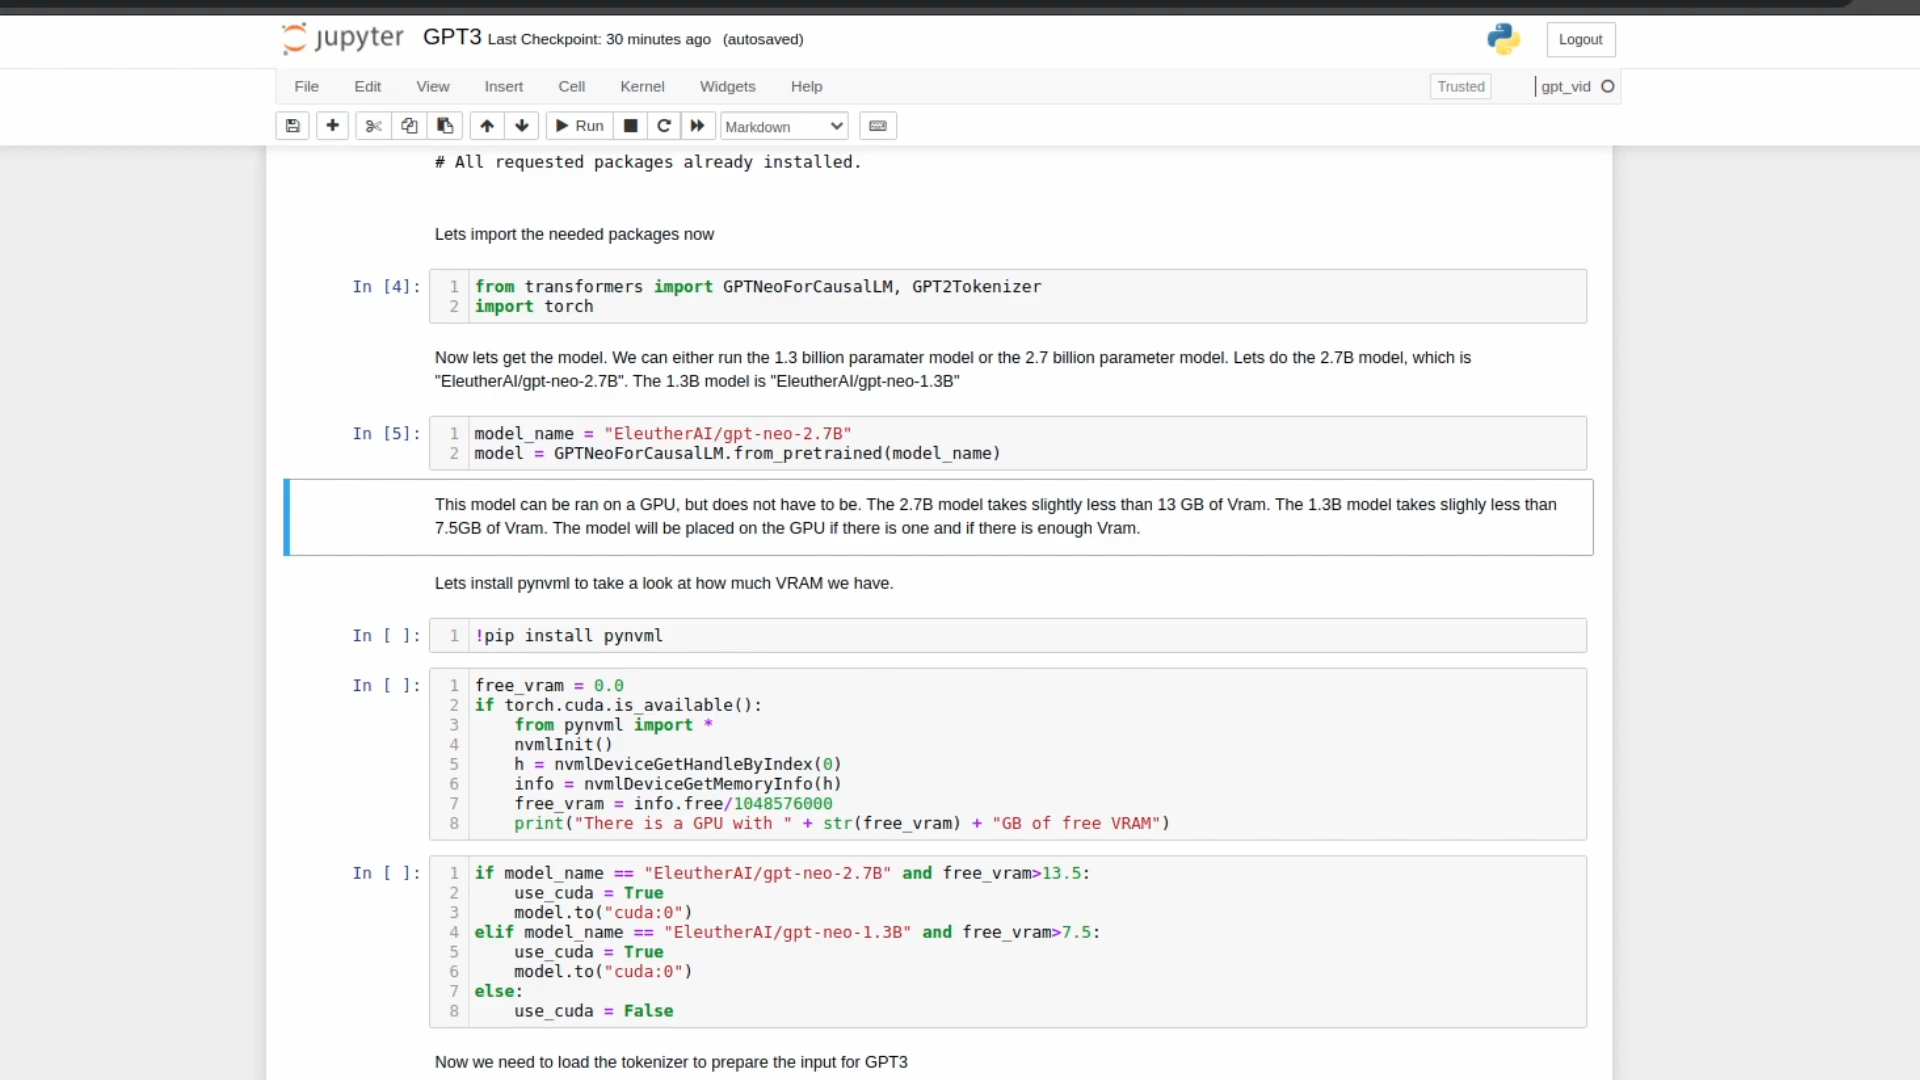 jupyter GPT3 Last Checkpoint: 30 minutes ago (autosaved)
Logout
File Edit View Insert Cell Kernel Widgets Help
Trusted gpt_vid
Run Markdown
# All requested packages already installed.
Lets import the needed packages now
In [4]:
1 from transformers import GPTNeoForCausalLM, GPT2Tokenizer
2 import torch
Now lets get the model. We can either run the 1.3 billion paramater model or the 2.7 billion parameter model. Lets do the 2.7B model, which is
"EleutherAI/gpt-neo-2.7B". The 1.3B model is "EleutherAI/gpt-neo-1.3B"
In [5]:
1 model_name = "EleutherAI/gpt-neo-2.7B"
2 model = GPTNeoForCausalLM.from_pretrained(model_name)
This model can be ran on a GPU, but does not have to be. The 2.7B model takes slightly less than 13 GB of Vram. The 1.3B model takes slighly less than
7.5GB of Vram. The model will be placed on the GPU if there is one and if there is enough Vram.
Lets install pynvml to take a look at how much VRAM we have.
In [ ]:
1 !pip install pynvml
In [ ]:
1 free_vram = 0.0
2 if torch.cuda.is_available():
3     from pynvml import *
4     nvmlInit()
5     h = nvmlDeviceGetHandleByIndex(0)
6     info = nvmlDeviceGetMemoryInfo(h)
7     free_vram = info.free/1048576000
8     print("There is a GPU with " + str(free_vram) + "GB of free VRAM")
In [ ]:
1 if model_name == "EleutherAI/gpt-neo-2.7B" and free_vram>13.5:
2     use_cuda = True
3     model.to("cuda:0")
4 elif model_name == "EleutherAI/gpt-neo-1.3B" and free_vram>7.5:
5     use_cuda = True
6     model.to("cuda:0")
7 else:
8     use_cuda = False
Now we need to load the tokenizer to prepare the input for GPT3